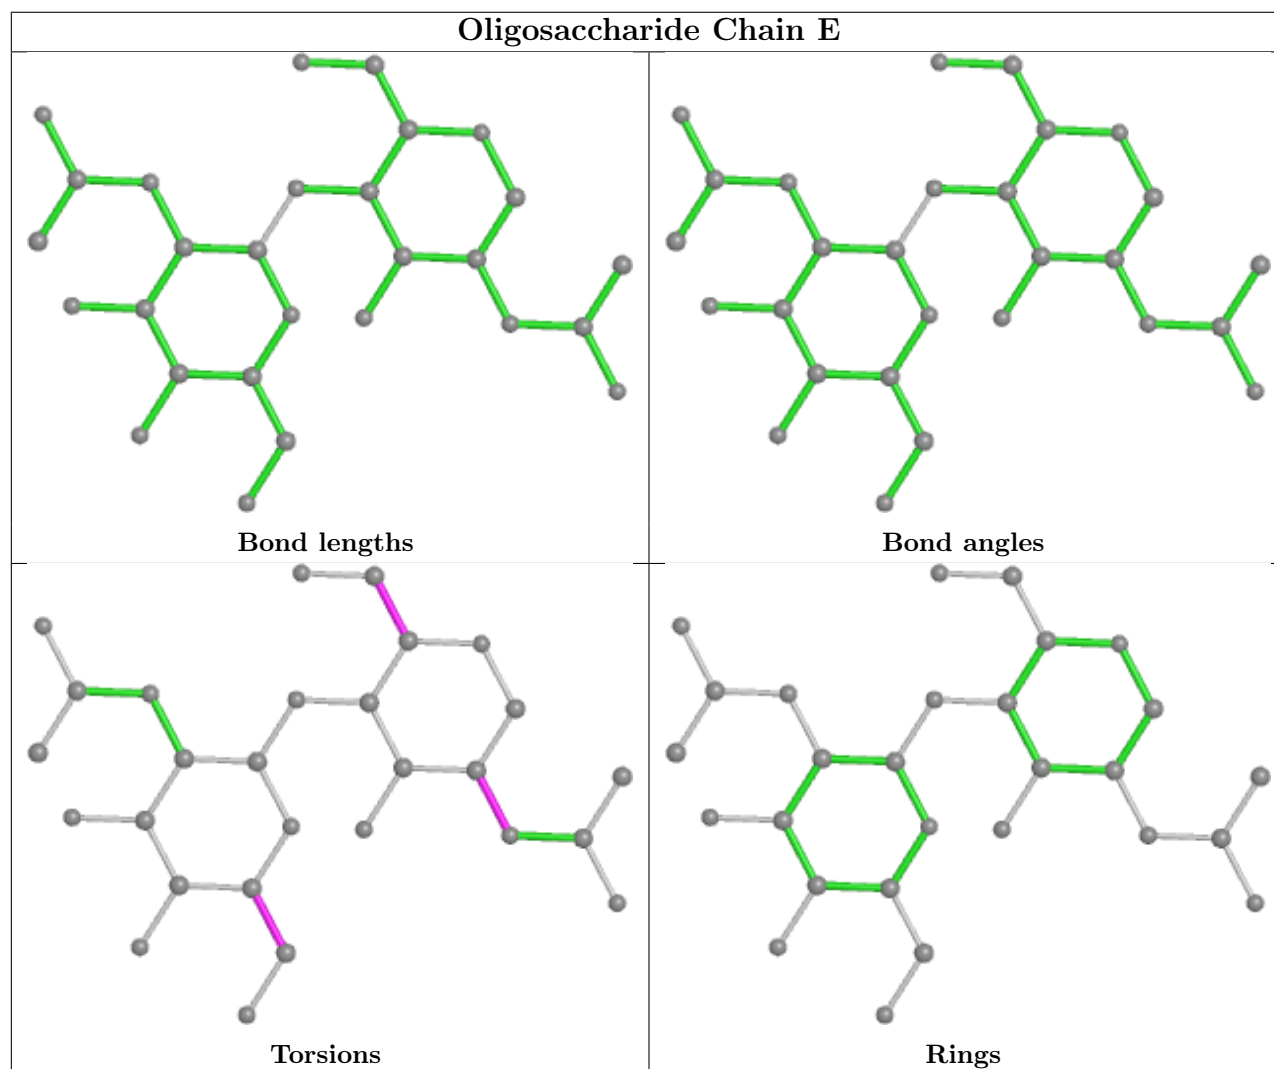 Oligosaccharide Chain E
Bond lengths
Bond angles
Torsions
Rings